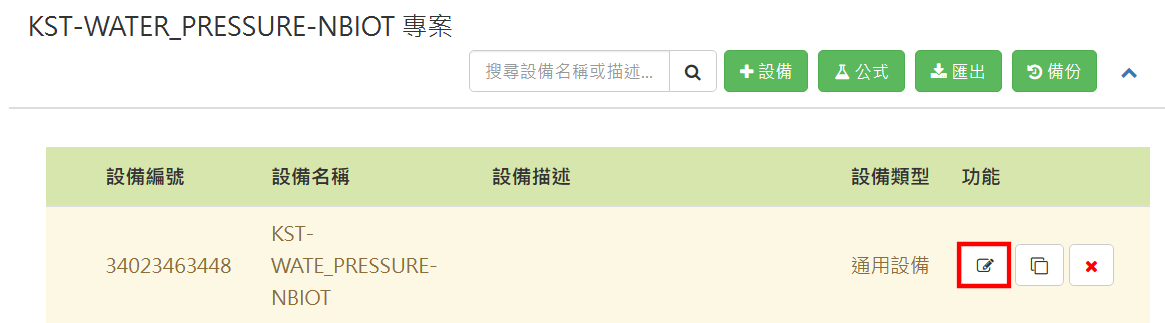 KST-WATER_PRESSURE-NBIOT 專案
搜尋設備名稱或描述... 設備 公式 匯出 備份
設備編號 設備名稱 設備描述 設備類型 功能
KST-
34023463448 WATE_PRESSURE- 通用設備
NBIOT